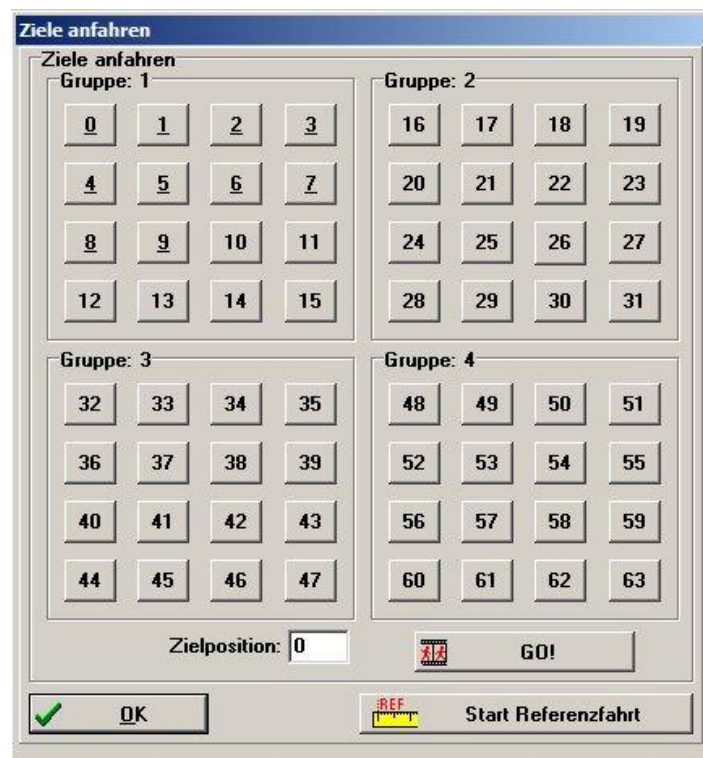 Ziele anfahren
Ziele anfahren
Gruppe: 1
0 1 2 3
4 5 6 7
8 9 10 11
12 13 14 15
Gruppe: 2
16 17 18 19
20 21 22 23
24 25 26 27
28 29 30 31
Gruppe: 3
32 33 34 35
36 37 38 39
40 41 42 43
44 45 46 47
Gruppe: 4
48 49 50 51
52 53 54 55
56 57 58 59
60 61 62 63
Zielposition: 0
GO!
OK
REF
Start Referenzfahrt